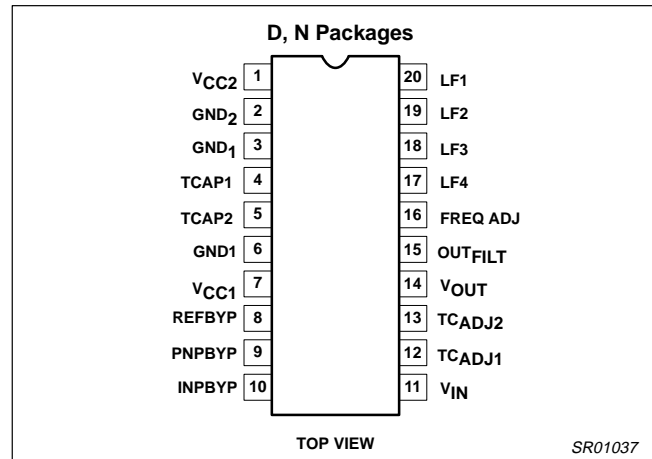 D, N Packages
VCC2 1 20 LF1
GND2 2 19 LF2
GND1 3 18 LF3
TCAP1 4 17 LF4
TCAP2 5 16 FREQ ADJ
GND1 6 15 OUTFILT
VCC1 7 14 VOUT
REFBYP 8 13 TCADJ2
PNPBYP 9 12 TCADJ1
INPBYP 10 11 VIN
TOP VIEW
SR01037